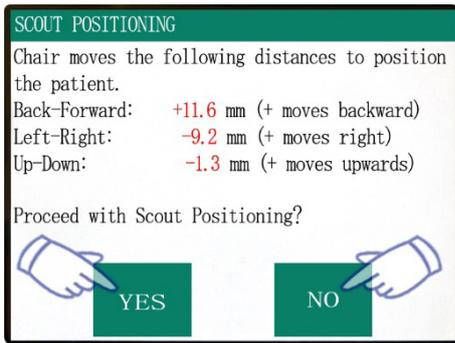 SCOUT POSITIONING
Chair moves the following distances to position
the patient.
Back-Forward: +11.6 mm (+ moves backward)
Left-Right: -9.2 mm (+ moves right)
Up-Down: -1.3 mm (+ moves upwards)
Proceed with Scout Positioning?
YES NO